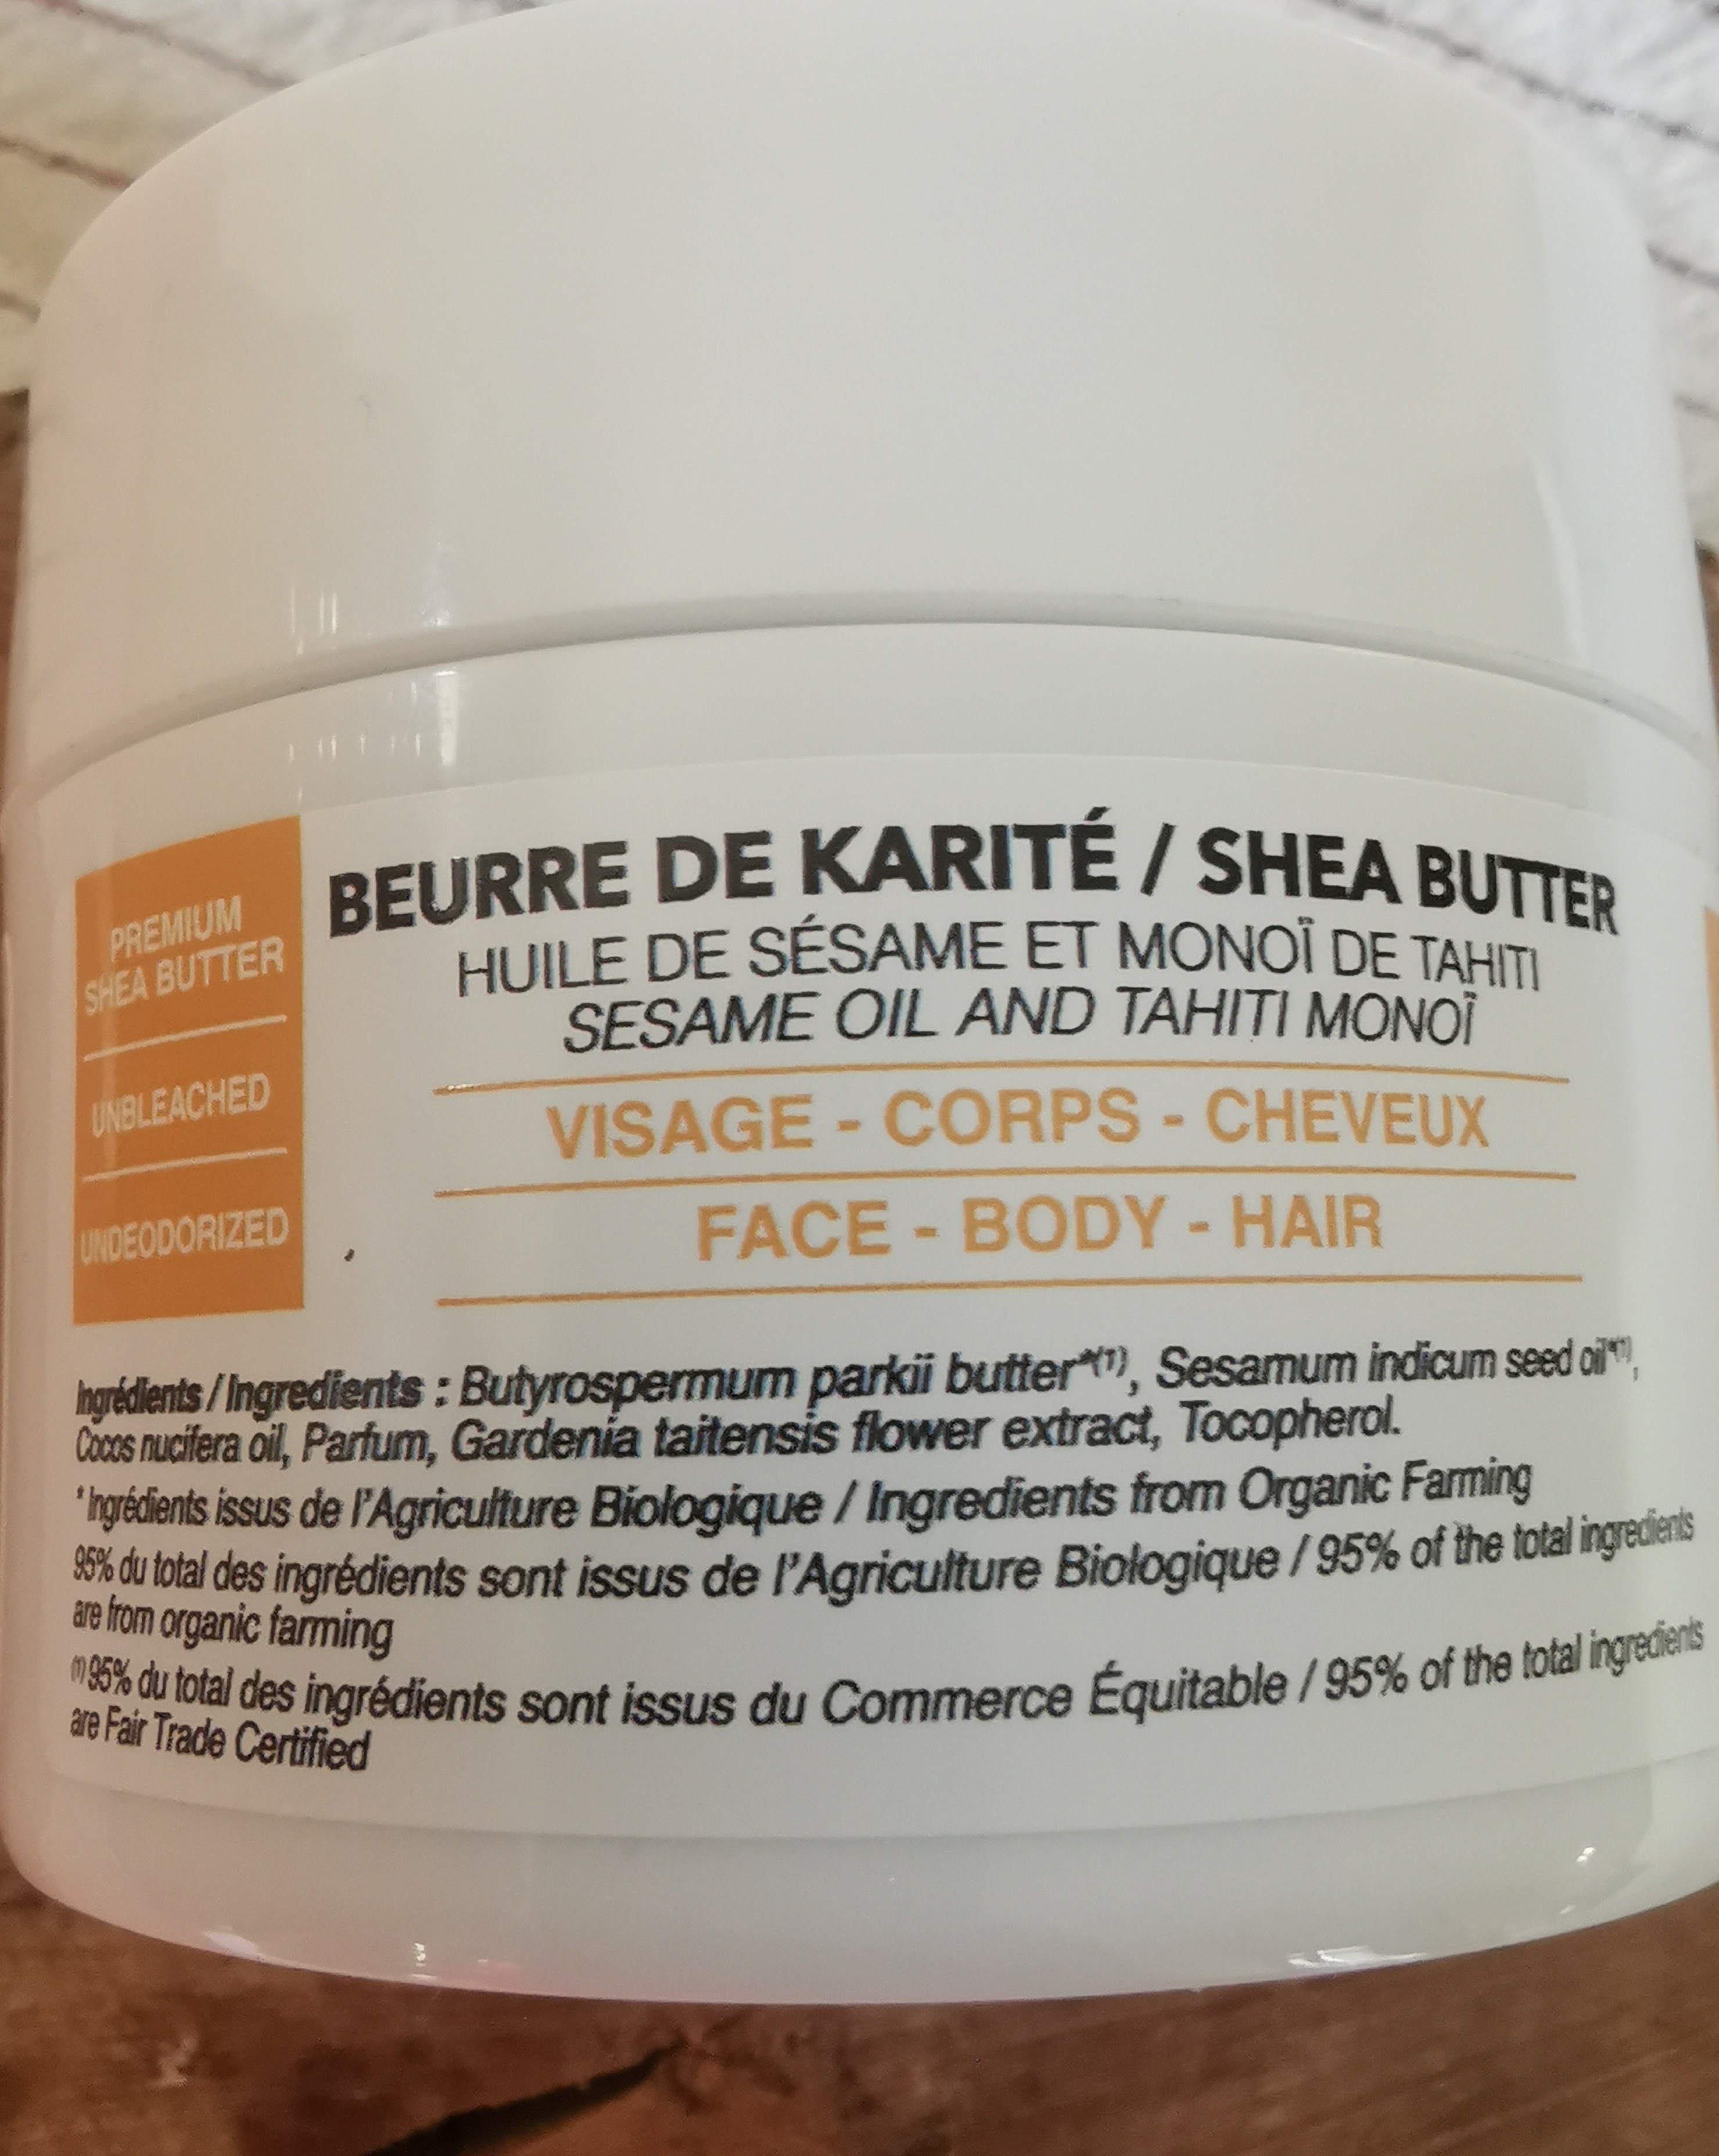 PREMIUM
SHEA BUTTER
UNBLEACHED
UNDEODORIZED
BEURRE DE KARITÉ / SHEA BUTTER
HUILE DE SÉSAME ET MONOÏ DE TAHITI
SESAME OIL AND TAHITI MONOÏ
VISAGE - CORPS - CHEVEUX
FACE - BODY - HAIR
Ingrédients / Ingredients : Butyrospermum parkii butter*(1), Sesamum indicum seed oil*(1),
Cocos nucifera oil, Parfum, Gardenia taitensis flower extract, Tocopherol.
*Ingrédients issus de l'Agriculture Biologique / Ingredients from Organic Farming
95% du total des ingrédients sont issus de l'Agriculture Biologique / 95% of the total ingredients
are from organic farming
(1) 95% du total des ingrédients sont issus du Commerce Équitable / 95% of the total ingredients
are Fair Trade Certified